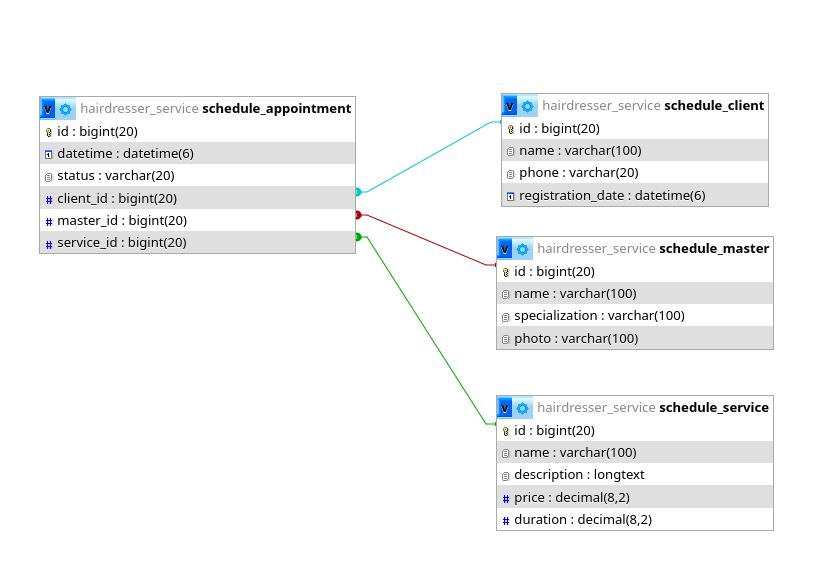 v hairdresser_service schedule_appointment
id : bigint(20)
datetime : datetime(6)
status : varchar(20)
# client_id : bigint(20)
# master_id : bigint(20)
# service_id : bigint(20)
v hairdresser_service schedule_client
id : bigint(20)
name : varchar(100)
phone : varchar(20)
registration_date : datetime(6)
v hairdresser_service schedule_master
id : bigint(20)
name : varchar(100)
specialization : varchar(100)
photo : varchar(100)
v hairdresser_service schedule_service
id : bigint(20)
name : varchar(100)
description : longtext
# price : decimal(8,2)
# duration : decimal(8,2)